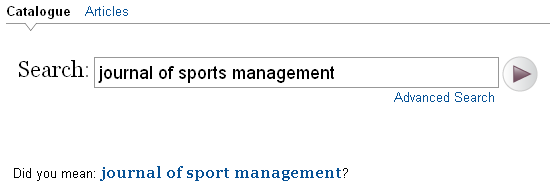 Catalogue Articles
Search: journal of sports management
Advanced Search
Did you mean: journal of sport management?